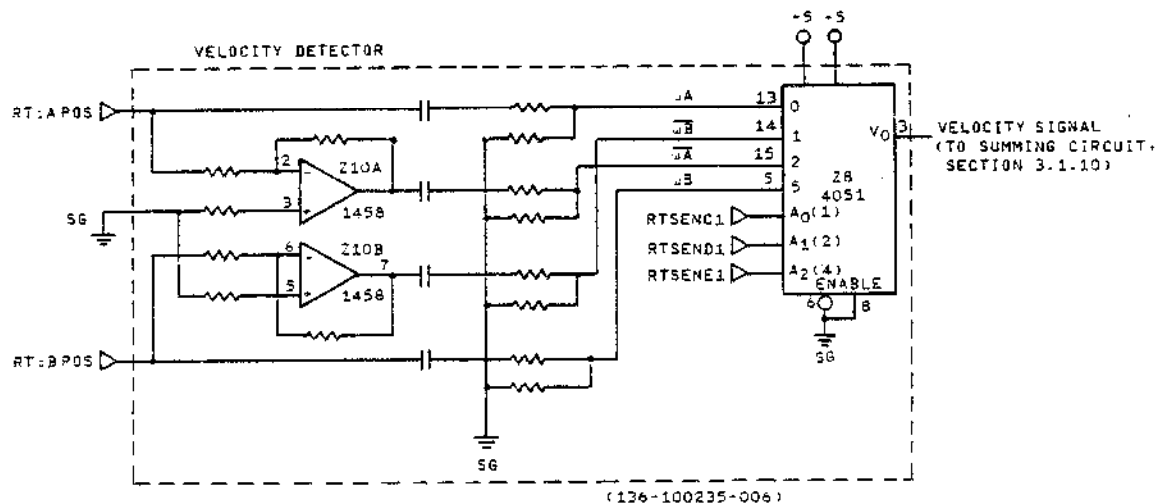 -5 +5
VELOCITY DETECTOR
RT:APOS
ωA 13 0
ωB 14 1
ωA 15 2
ωB 5 5
VO 3
VELOCITY SIGNAL
(TO SUMMING CIRCUIT,
SECTION 3.1.10)
Z8
4051
2 - Z10A
3 + 1458
SG
RTSENC1 A0(1)
RTSEND1 A1(2)
RTSENE1 A2(4)
ENABLE
6 8
SG
6 - Z10B 7
5 + 1458
RT:BPOS
SG
(136-100235-006)